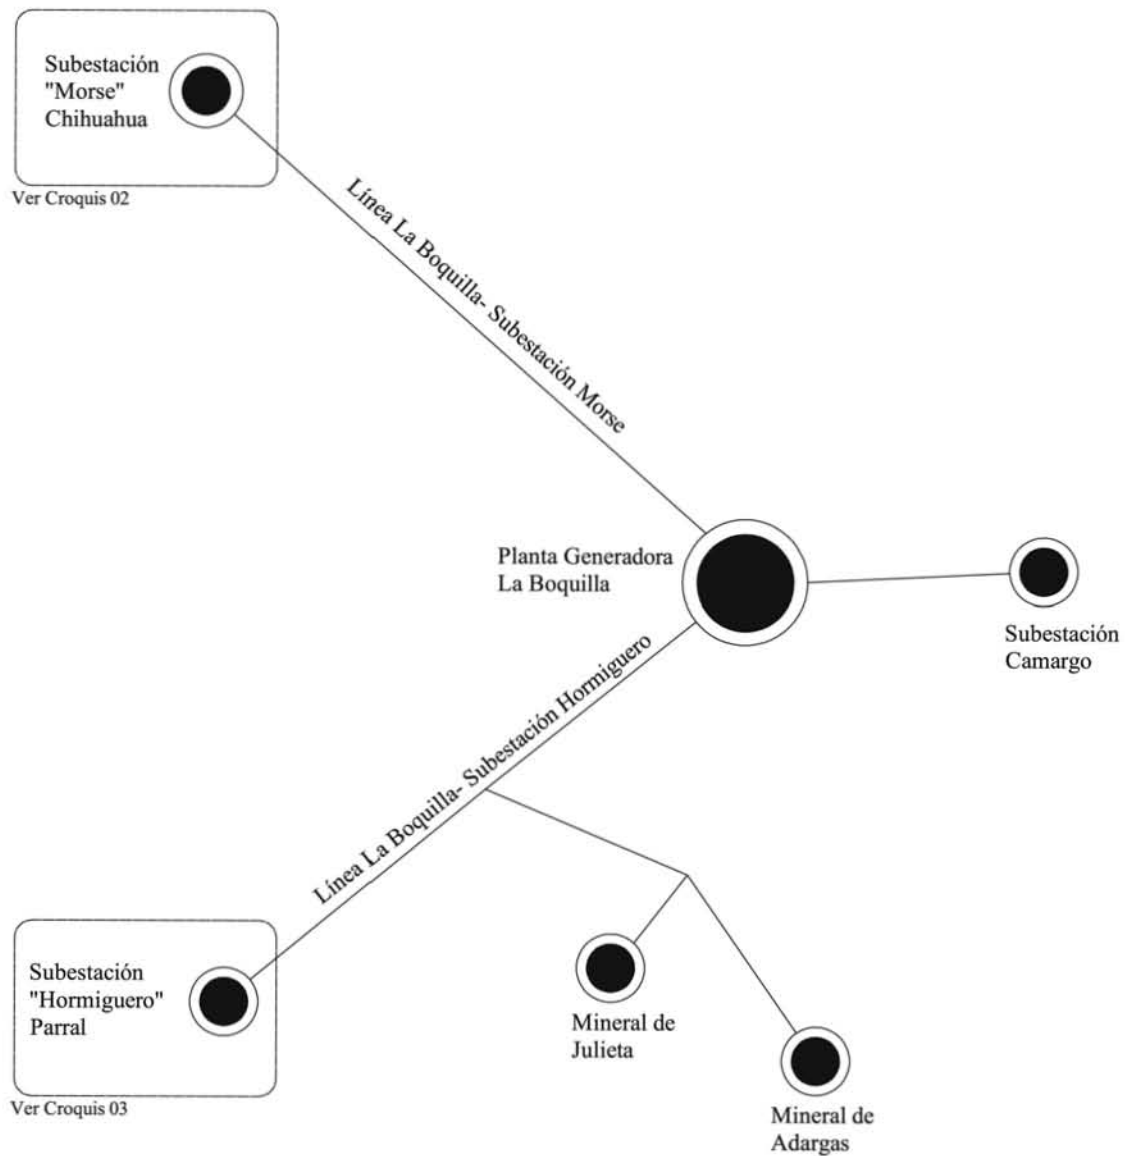 Subestación
"Morse"
Chihuahua
Ver Croquis 02
Línea La Boquilla- Subestación Morse
Planta Generadora
La Boquilla
Subestación
Camargo
Línea La Boquilla- Subestación Hormiguero
Subestación
"Hormiguero"
Parral
Ver Croquis 03
Mineral de
Julieta
Mineral de
Adargas